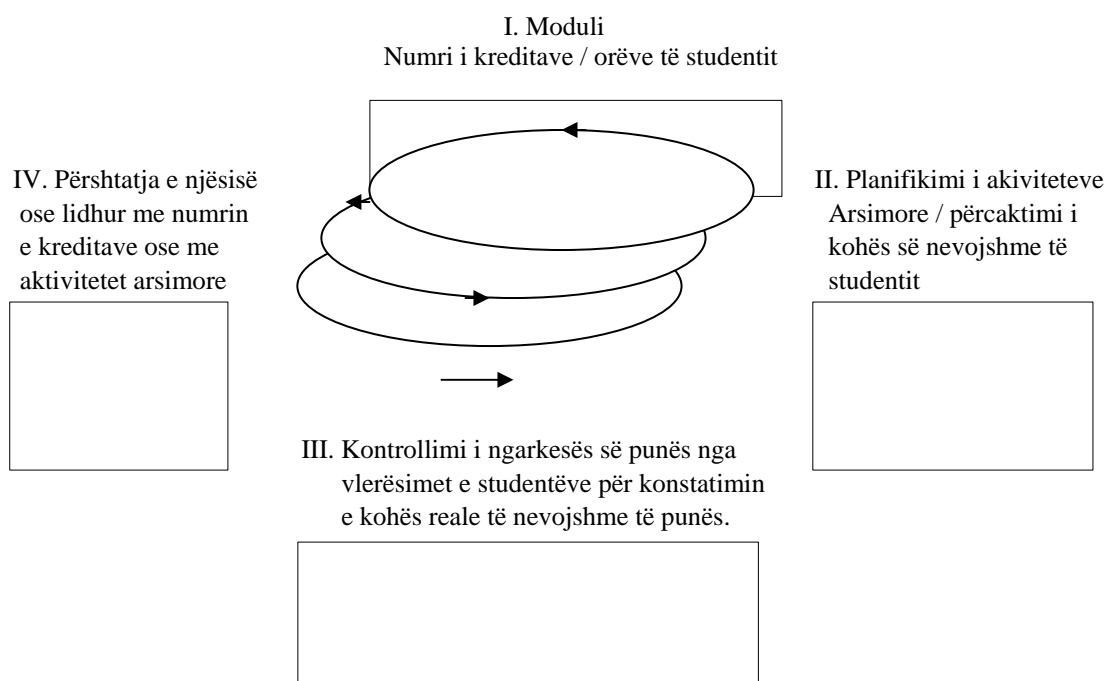 I. Moduli
Numri i kreditave / orëve të studentit
IV. Përshtatja e njësisë
ose lidhur me numrin
e kreditave ose me
aktivitetet arsimore
II. Planifikimi i akiviteteve
Arsimore / përcaktimi i
kohës së nevojshme të
studentit
III. Kontrollimi i ngarkesës së punës nga
vlerësimet e studentëve për konstatimin
e kohës reale të nevojshme të punës.